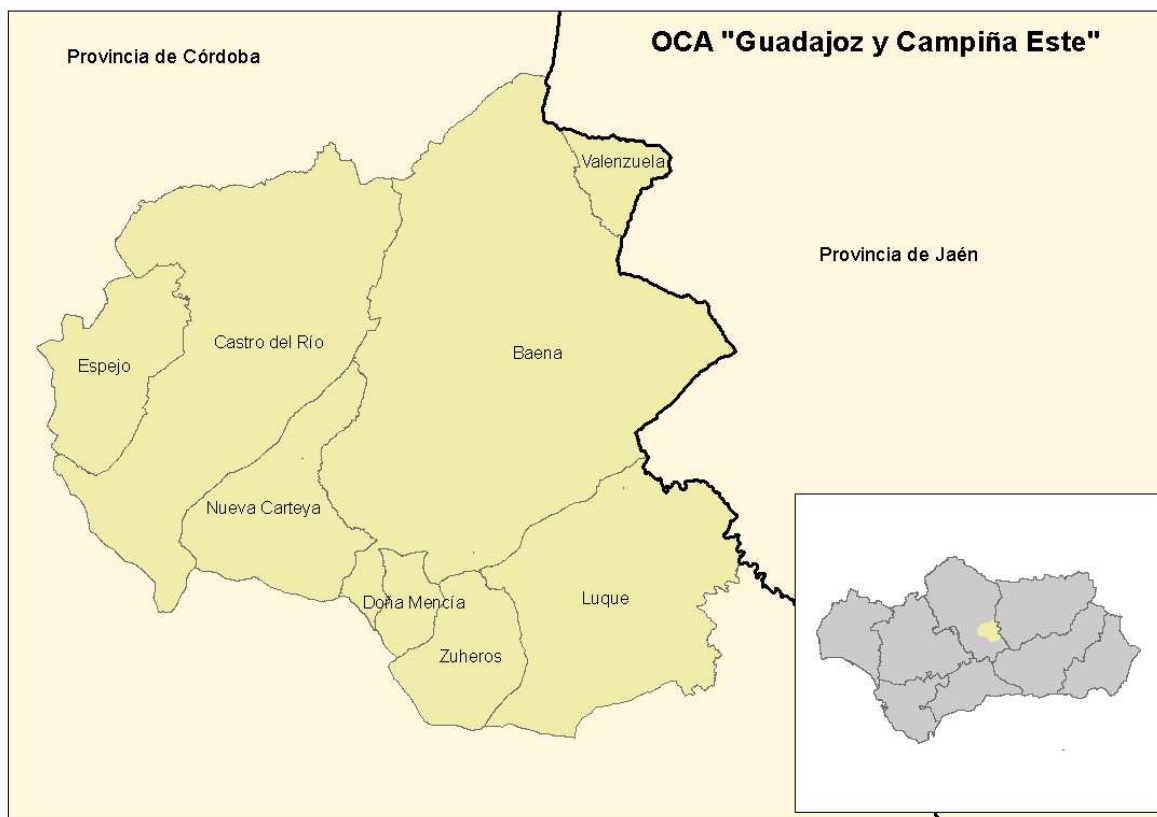 OCA "Guadajoz y Campiña Este"
Provincia de Córdoba
Valenzuela
Provincia de Jaén
Castro del Río
Baena
Espejo
Nueva Carteya
Doña Mencía
Luque
Zuheros